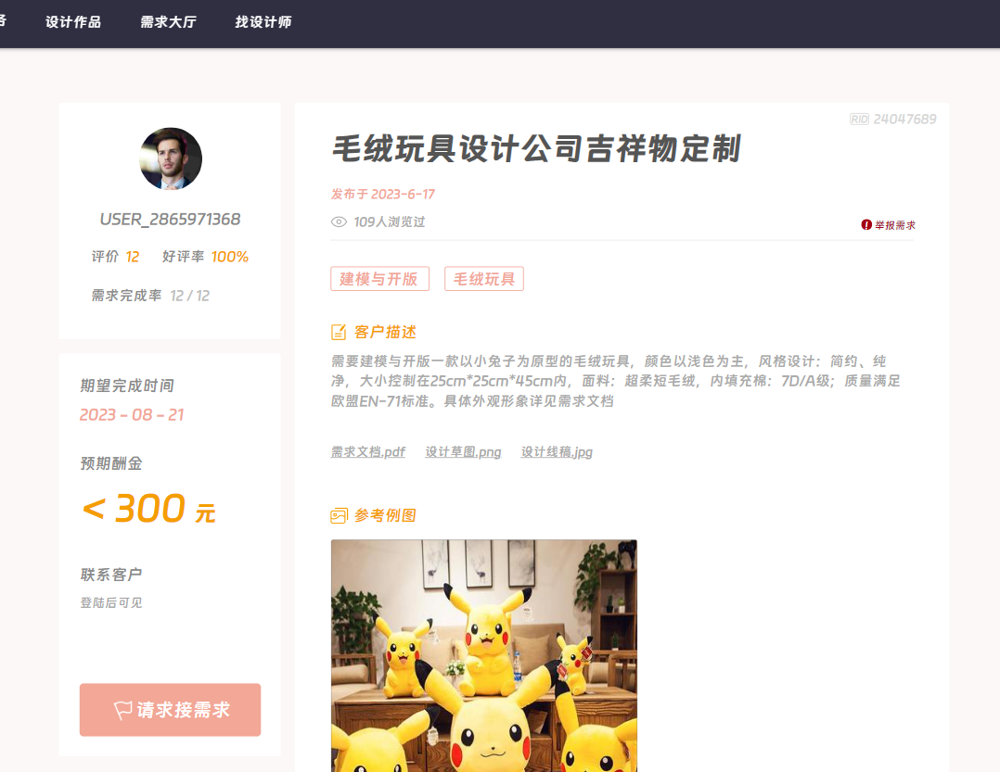 务
设计作品 需求大厅 找设计师
RID 24047689
毛绒玩具设计公司吉祥物定制
发布于 2023-6-17
109人浏览过
举报需求
建模与开版 毛绒玩具
客户描述
需要建模与开版一款以小兔子为原型的毛绒玩具，颜色以浅色为主，风格设计：简约、纯
净，大小控制在25cm*25cm*45cm内，面料：超柔短毛绒，内填充棉：7D/A级；质量满足
欧盟EN-71标准。具体外观形象详见需求文档
需求文档.pdf 设计草图.png 设计线稿.jpg
参考例图
USER_2865971368
评价 12 好评率 100%
需求完成率 12 / 12
期望完成时间
2023 - 08 - 21
预期酬金
< 300 元
联系客户
登陆后可见
请求接需求